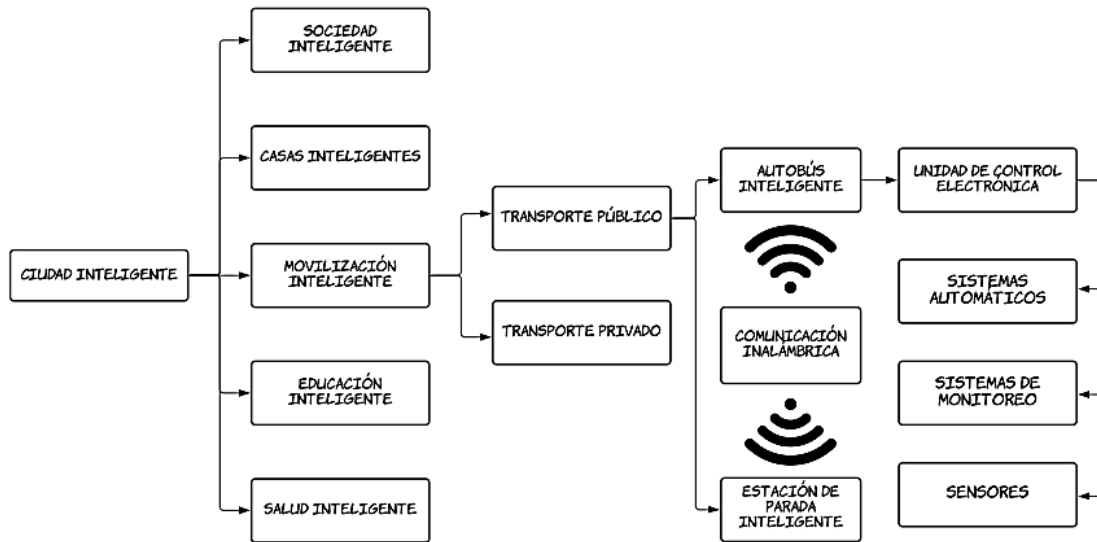 SOCIEDAD
INTELIGENTE
CASAS INTELIGENTES
CIUDAD INTELIGENTE
MOVILIZACIÓN
INTELIGENTE
EDUCACIÓN
INTELIGENTE
SALUD INTELIGENTE
TRANSPORTE PÚBLICO
TRANSPORTE PRIVADO
AUTOBÚS
INTELIGENTE
COMUNICACIÓN
INALÁMBRICA
ESTACIÓN DE
PARADA
INTELIGENTE
UNIDAD DE CONTROL
ELECTRÓNICA
SISTEMAS
AUTOMÁTICOS
SISTEMAS DE
MONITOREO
SENSORES